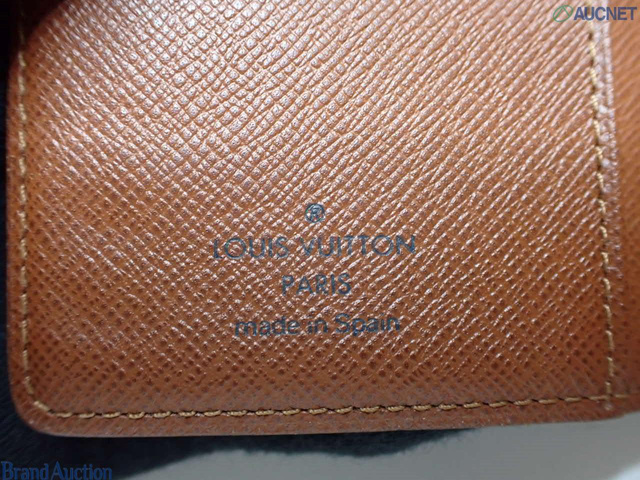 AUCNET
®
LOUIS VUITTON
PARIS
made in Spain
Brand Auction